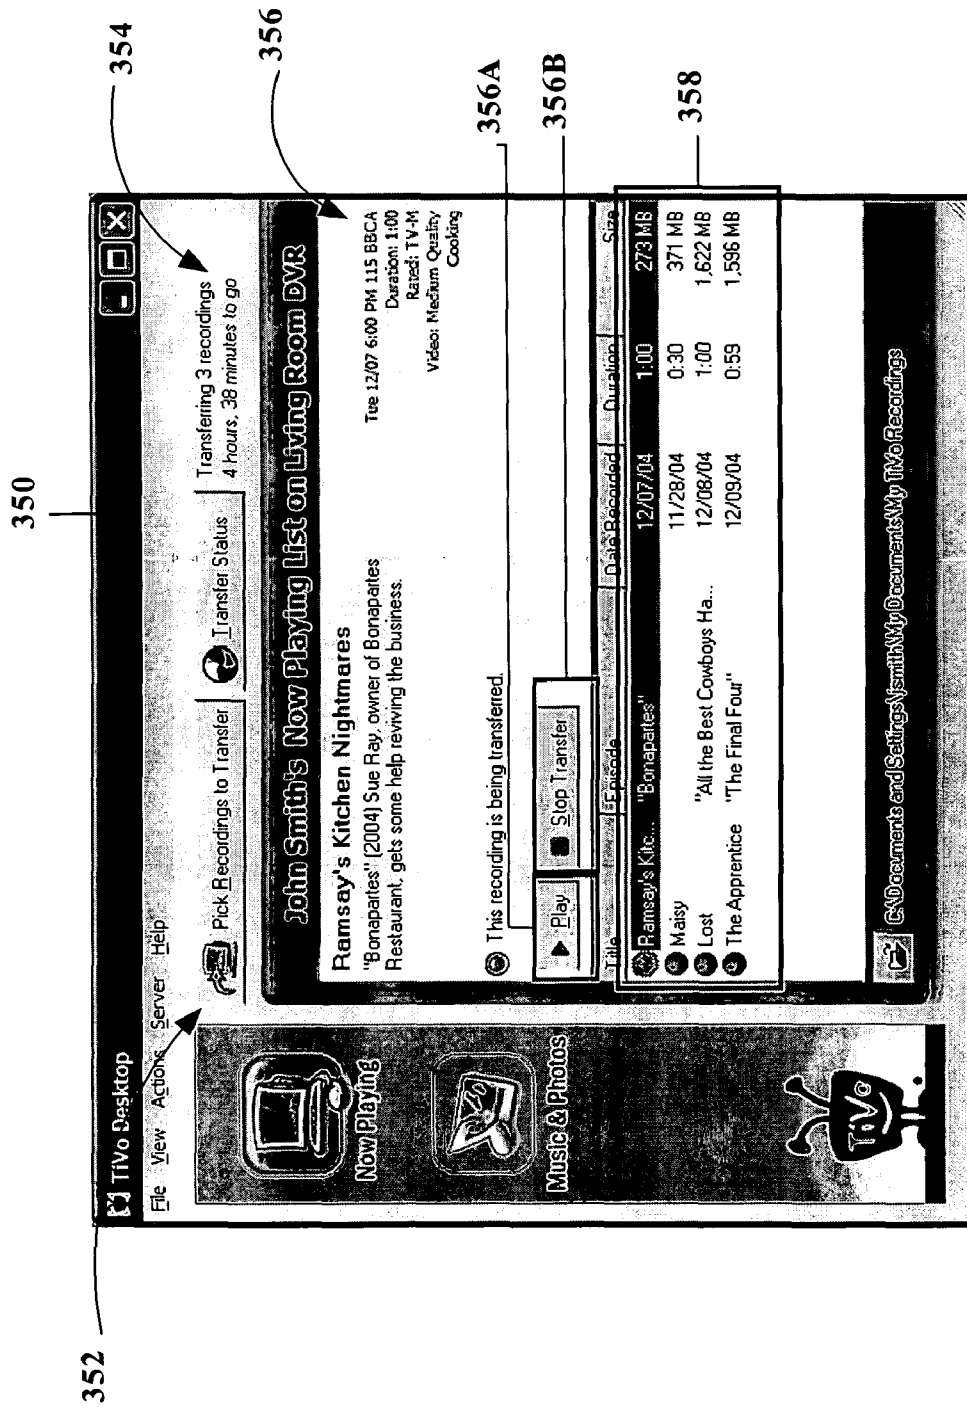 350
352
354
356
356A
356B
358
TiVo Desktop
File View Actions Server Help
Pick Recordings to Transfer
Transfer Status
Transferring 3 recordings
4 hours, 38 minutes to go
Now Playing
Music & Photos
TiVo
John Smith's Now Playing List on Living Room DVR
Ramsay's Kitchen Nightmares
"Bonapartes" (2004) Sue Ray, owner of Bonapartes
Restaurant, gets some help reviving the business.
Tue 12/07 6:00 PM 115 BBCA
Duration: 1:00
Rated: TV-M
Video: Medium Quality
Cooking
This recording is being transferred.
Play
Stop Transfer
Title Episode Date Recorded Duration Size
Ramsay's Kitc... "Bonapartes" 12/07/04 1:00 273 MB
Maisy 11/28/04 0:30 371 MB
Lost "All the Best Cowboys Ha... 12/08/04 1:00 1,622 MB
The Apprentice "The Final Four" 12/09/04 0:59 1,596 MB
C:\Documents and Settings\jsmith\My Documents\My TiVo Recordings